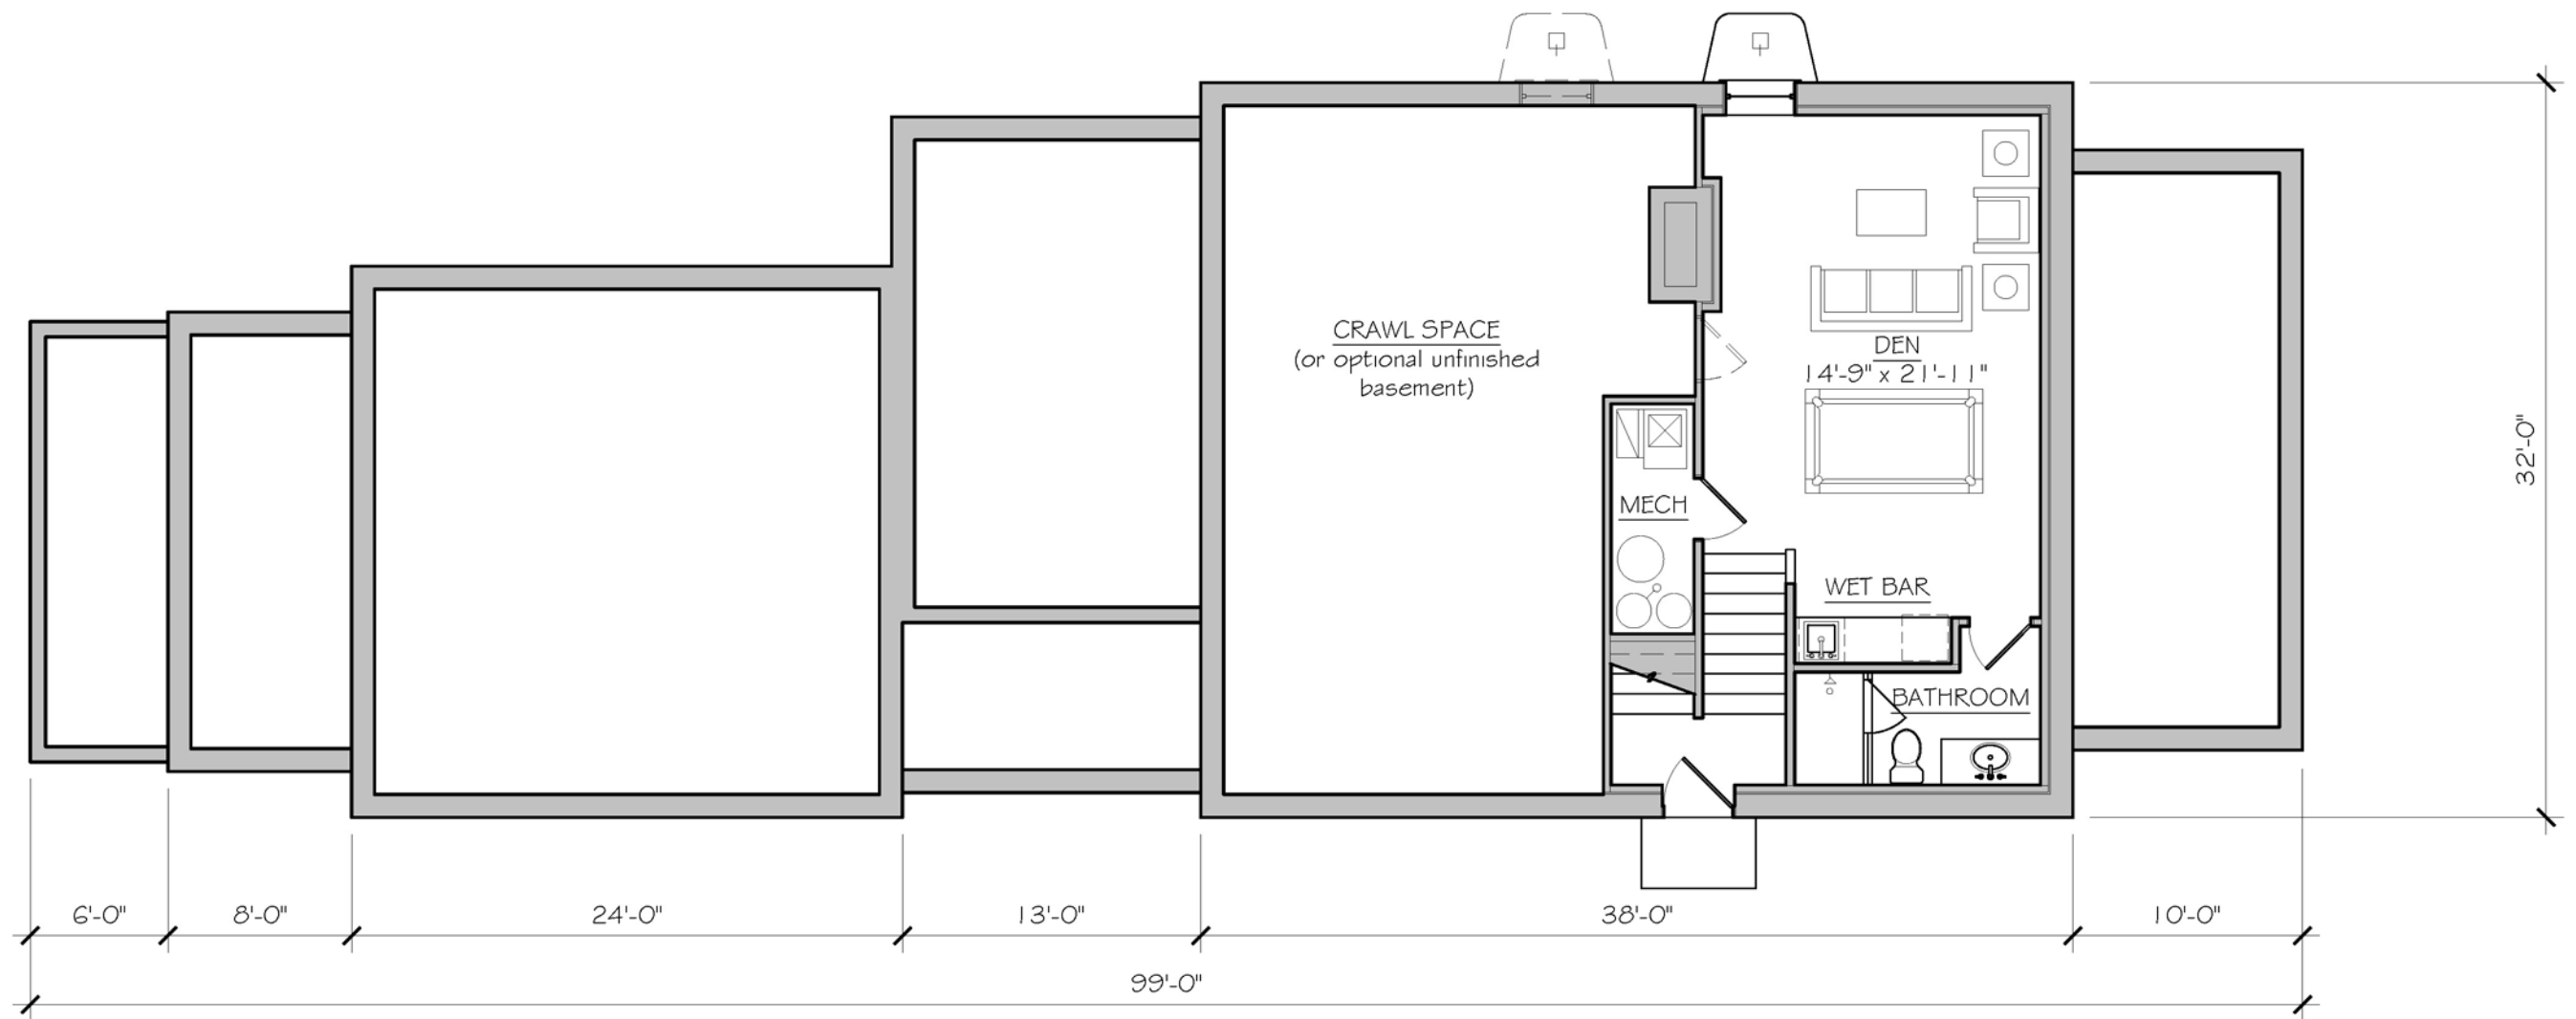 CRAWL SPACE
(or optional unfinished
basement)
DEN
14'-9" x 21'-11"
32'-0"
MECH
WET BAR
BATHROOM
6'-0"
8'-0"
24'-0"
13'-0"
38'-0"
10'-0"
99'-0"